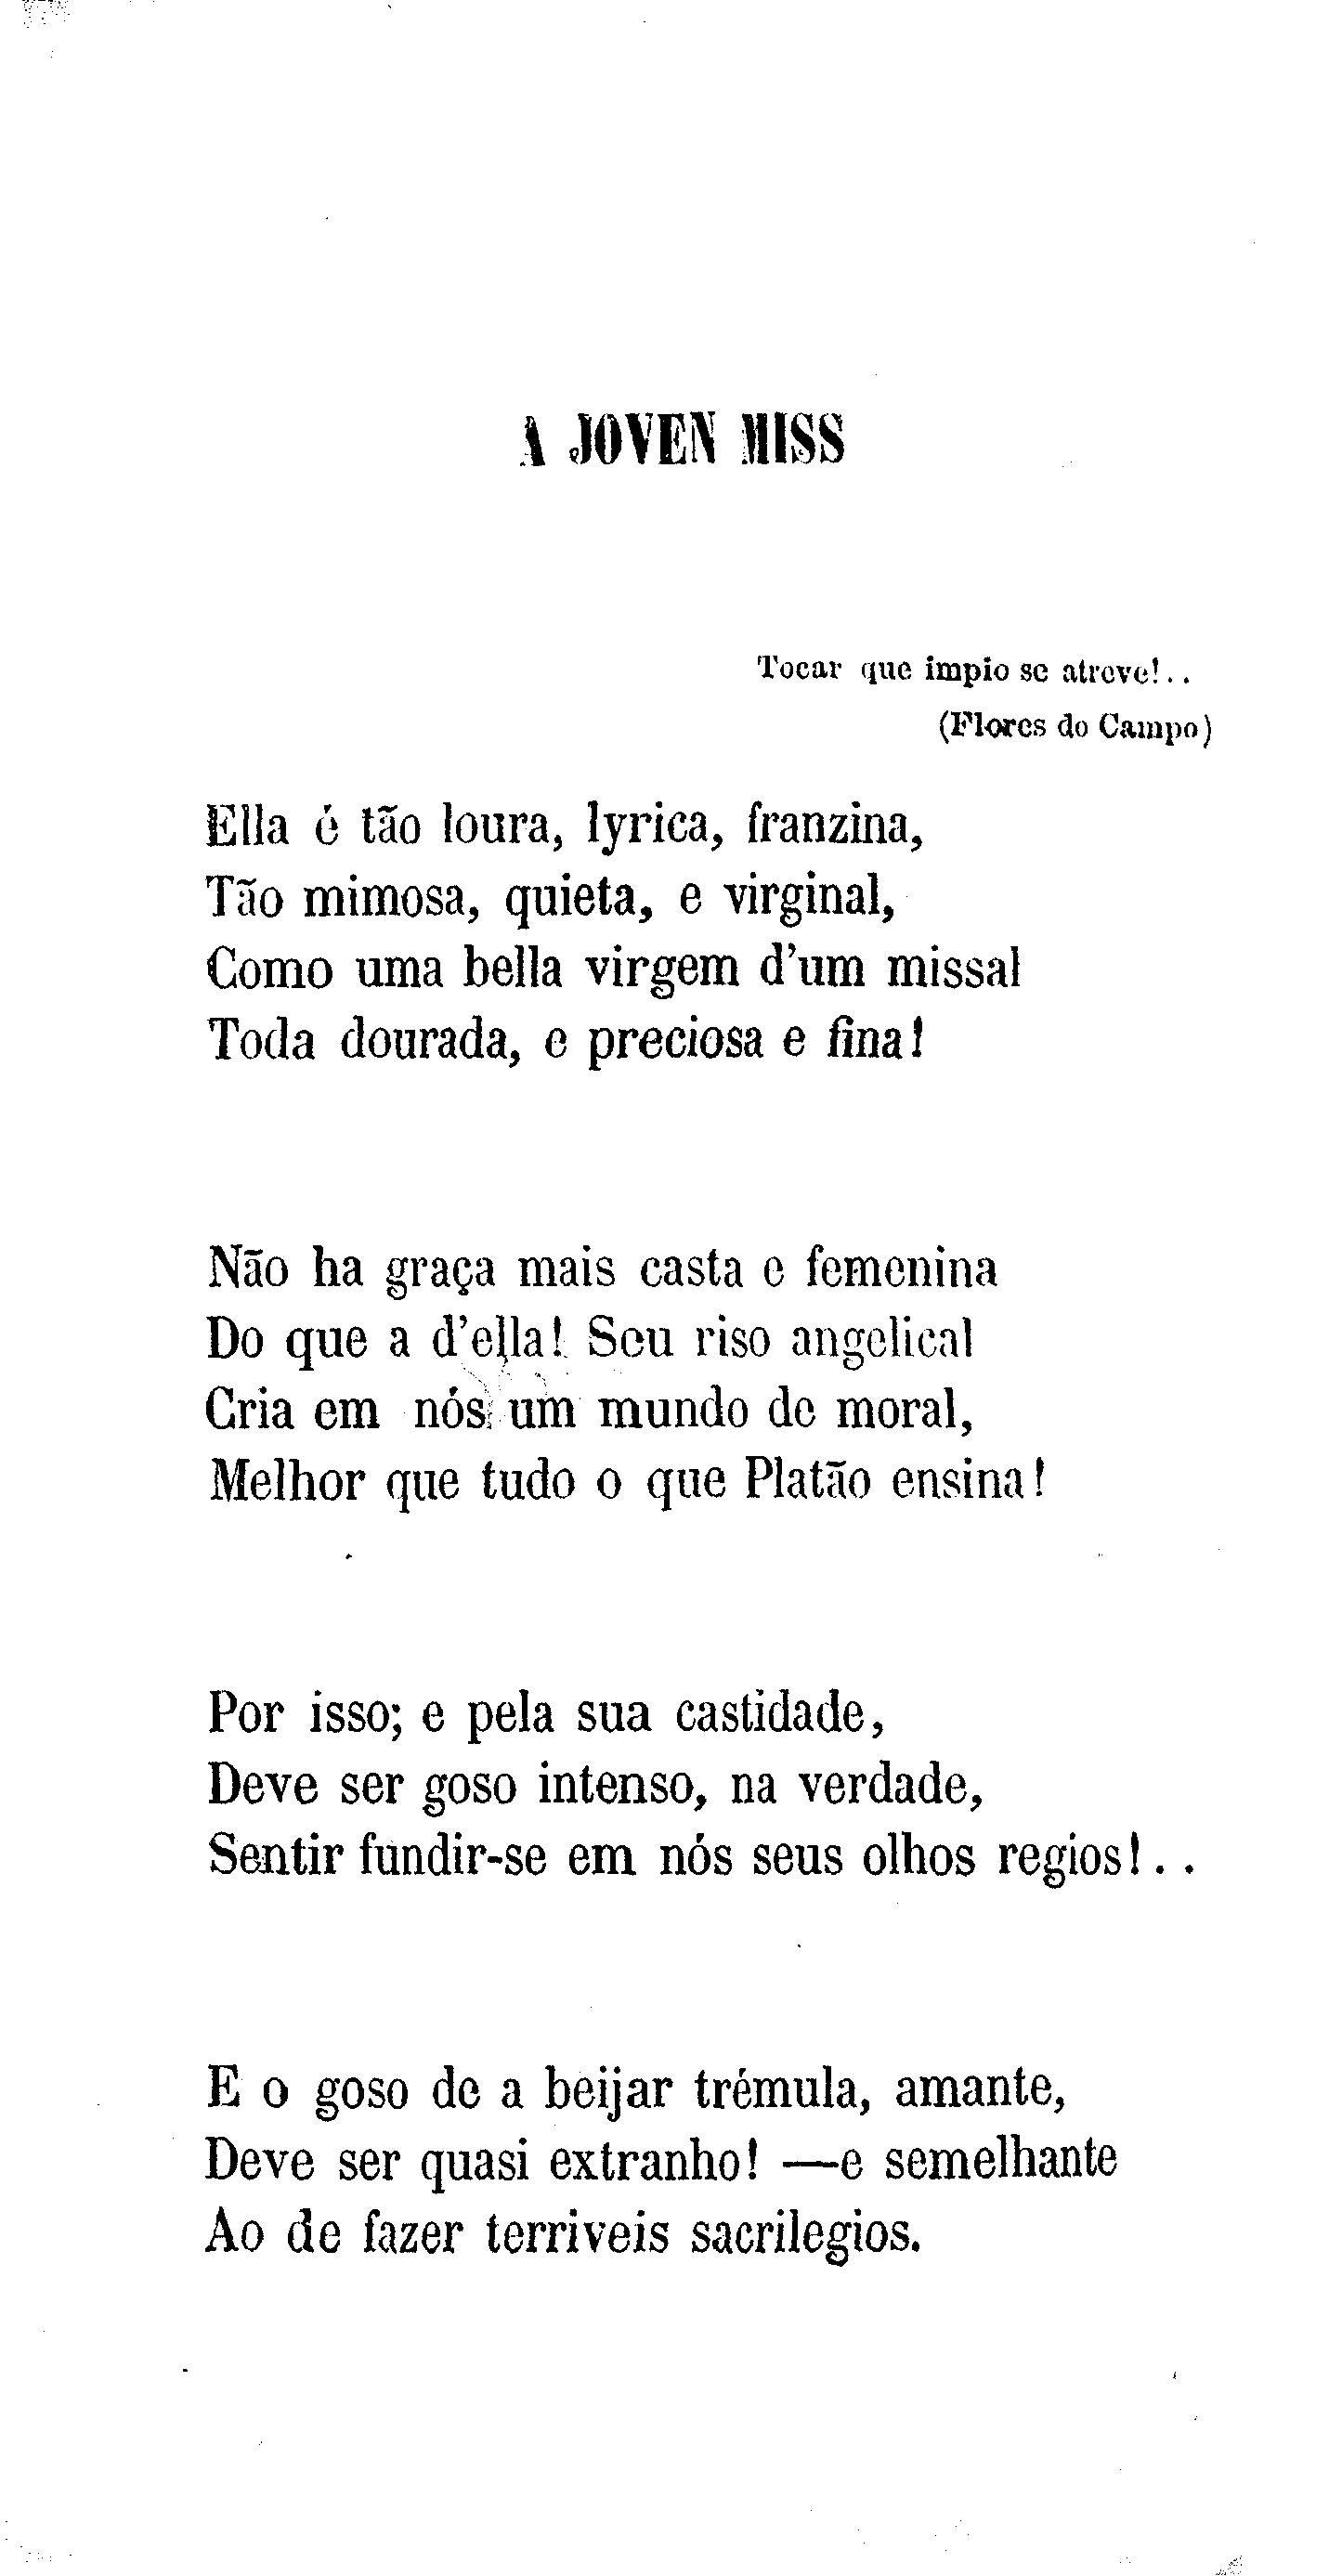 A JOVEN MISS
Tocar que impio se atreve!..
(Flores do Campo)
Ella é tão loura, lyrica, franzina,
Tão mimosa, quieta, e virginal,
Como uma bella virgem d'um missal
Toda dourada, e preciosa e fina!
Não ha graça mais casta e femenina
Do que a d'ella! Seu riso angelical
Cria em nós um mundo de moral,
Melhor que tudo o que Platão ensina!
Por isso; e pela sua castidade,
Deve ser goso intenso, na verdade,
Sentir fundir-se em nós seus olhos regios!..
E o goso de a beijar trémula, amante,
Deve ser quasi extranho! —e semelhante
Ao de fazer terriveis sacrilegios.